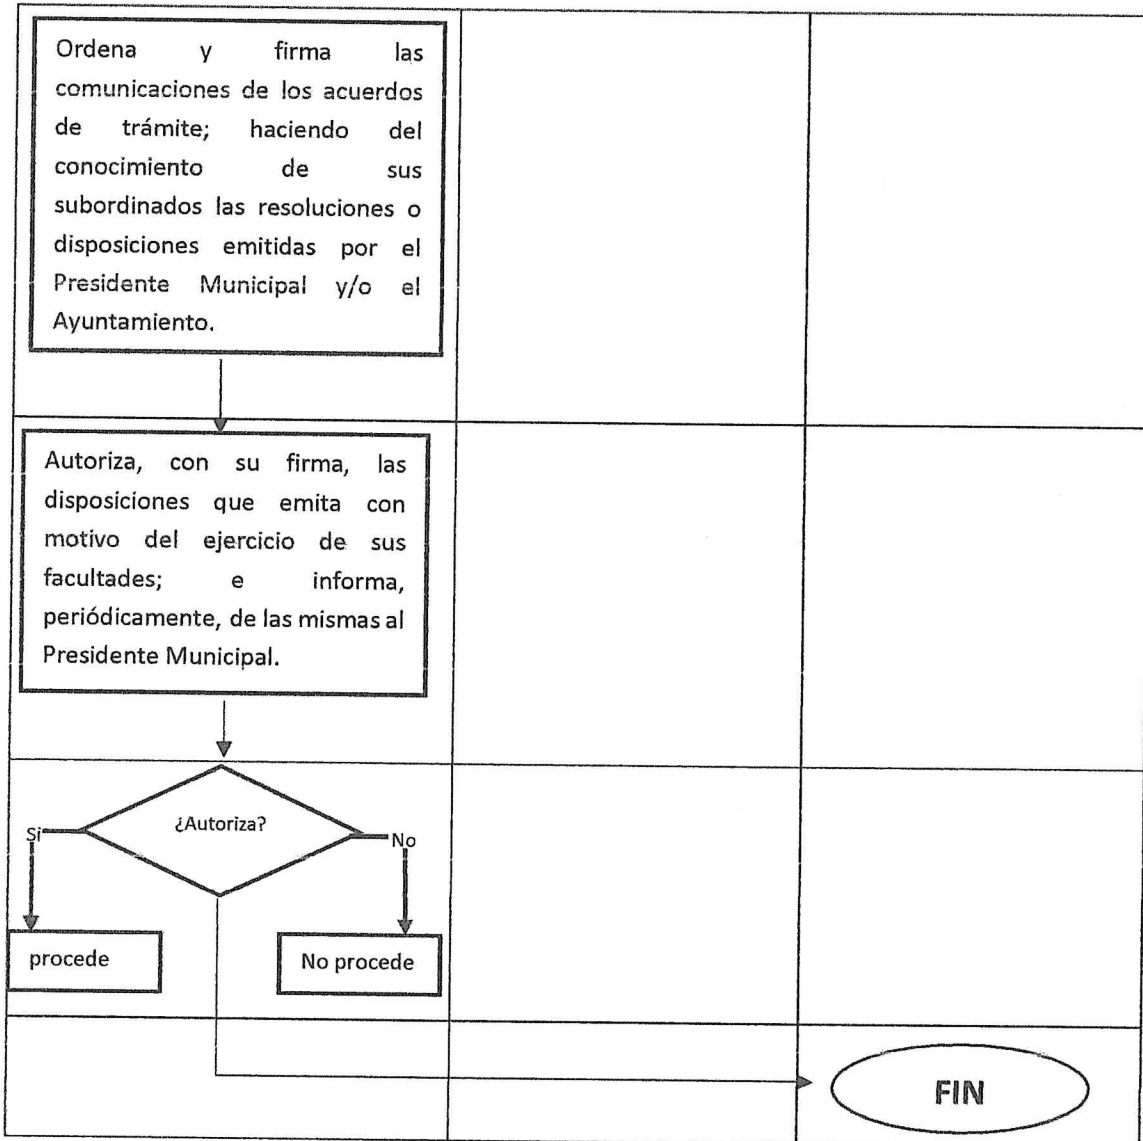 Ordena y firma las
comunicaciones de los acuerdos
de trámite; haciendo del
conocimiento de sus
subordinados las resoluciones o
disposiciones emitidas por el
Presidente Municipal y/o el
Ayuntamiento.
Autoriza, con su firma, las
disposiciones que emita con
motivo del ejercicio de sus
facultades; e informa,
periódicamente, de las mismas al
Presidente Municipal.
¿Autoriza?
Si
No
procede
No procede
FIN